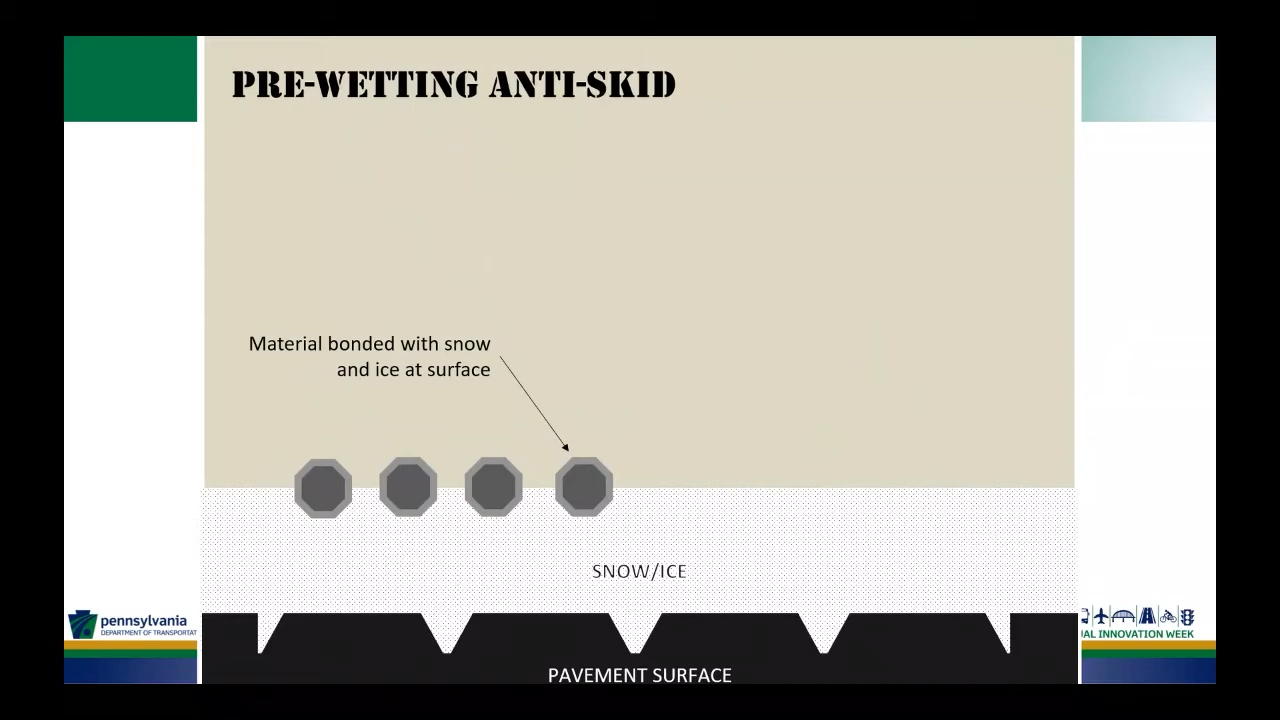 PRE-WETTING ANTI-SKID
Material bonded with snow
and ice at surface
SNOW/ICE
pennsylvania
DEPARTMENT OF TRANSPORTAT
UAL INNOVATION WEEK
PAVEMENT SURFACE